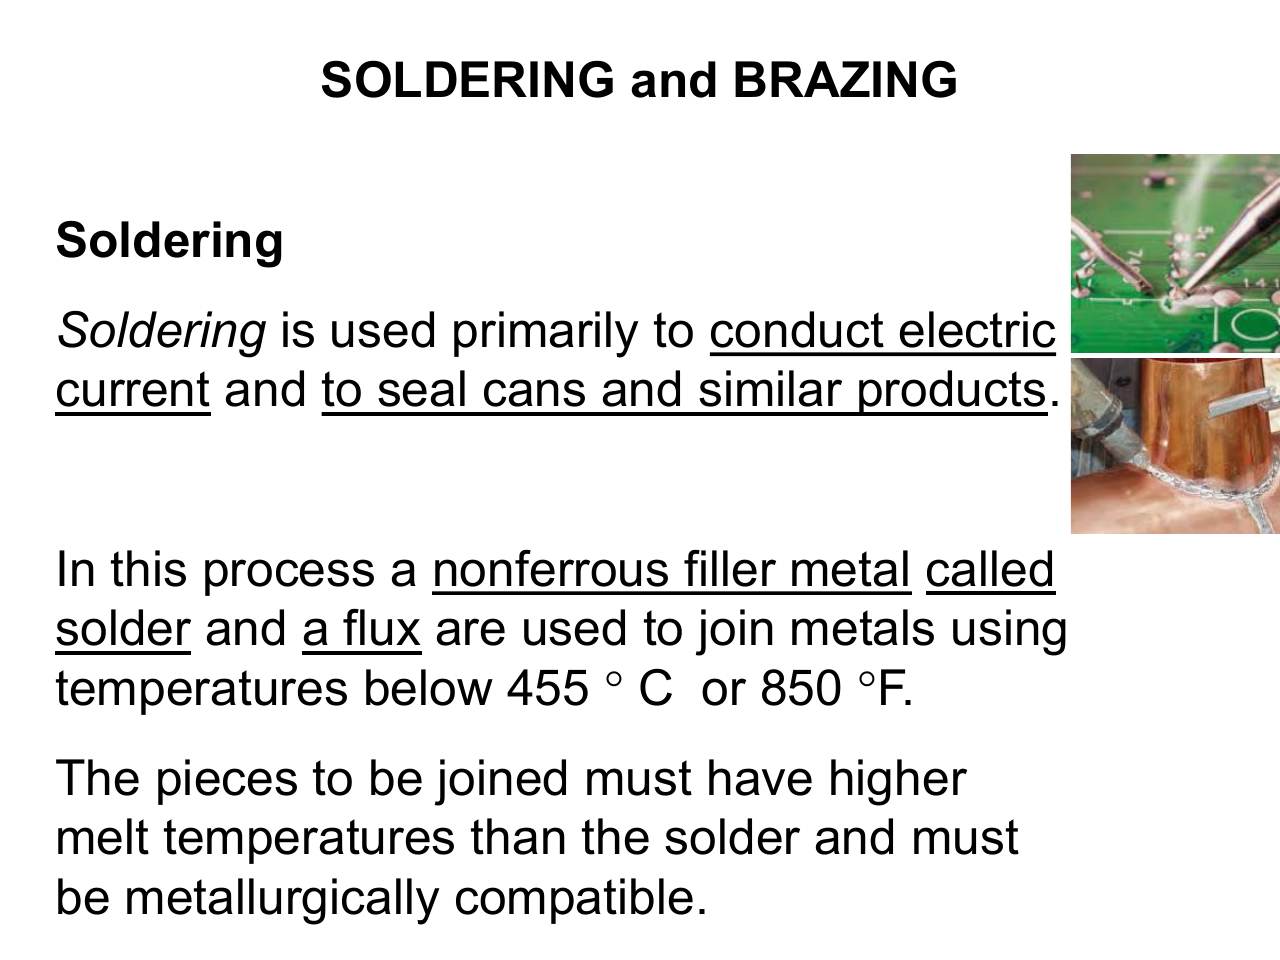 SOLDERING and BRAZING
Soldering
Soldering is used primarily to conduct electric
current and to seal cans and similar products.
In this process a nonferrous filler metal called
solder and a flux are used to join metals using
temperatures below 455 ° C  or 850 °F.
The pieces to be joined must have higher
melt temperatures than the solder and must
be metallurgically compatible.